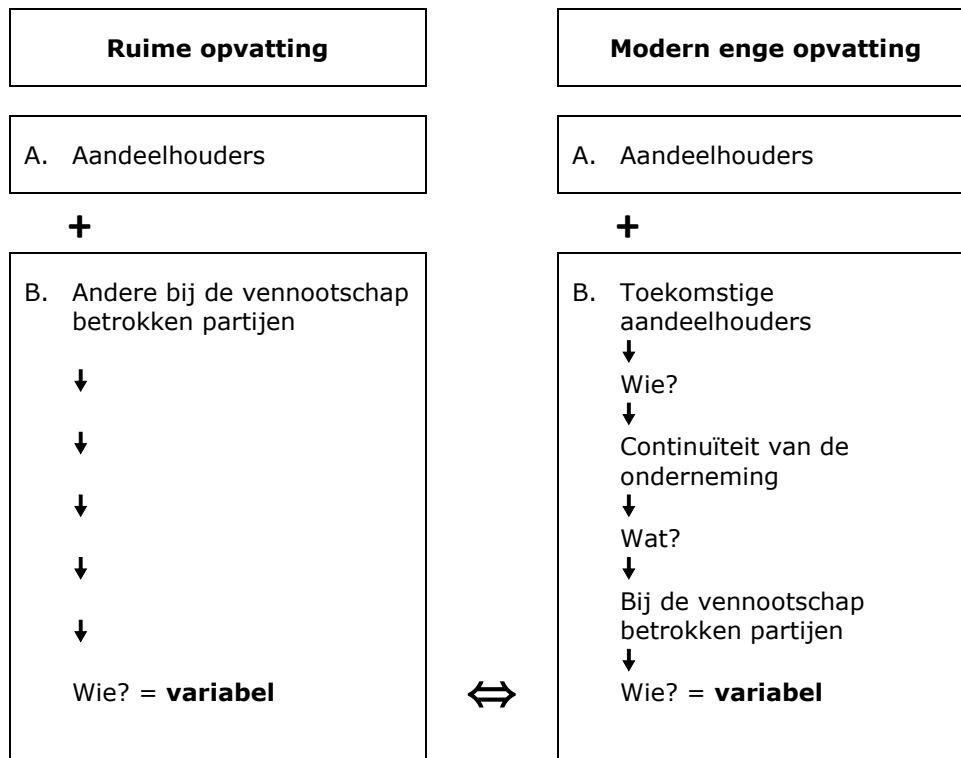 Ruime opvatting
A. Aandeelhouders
+
B. Andere bij de vennootschap
betrokken partijen
↓
↓
↓
↓
↓
Wie? = variabel
⇔
Modern enge opvatting
A. Aandeelhouders
+
B. Toekomstige
aandeelhouders
↓
Wie?
↓
Continuïteit van de
onderneming
↓
Wat?
↓
Bij de vennootschap
betrokken partijen
↓
Wie? = variabel